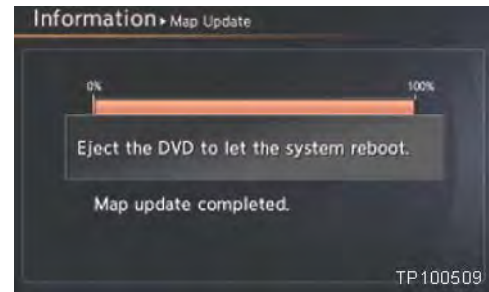 Information ▸ Map Update
0% 100%
Eject the DVD to let the system reboot.
Map update completed.
TP100509